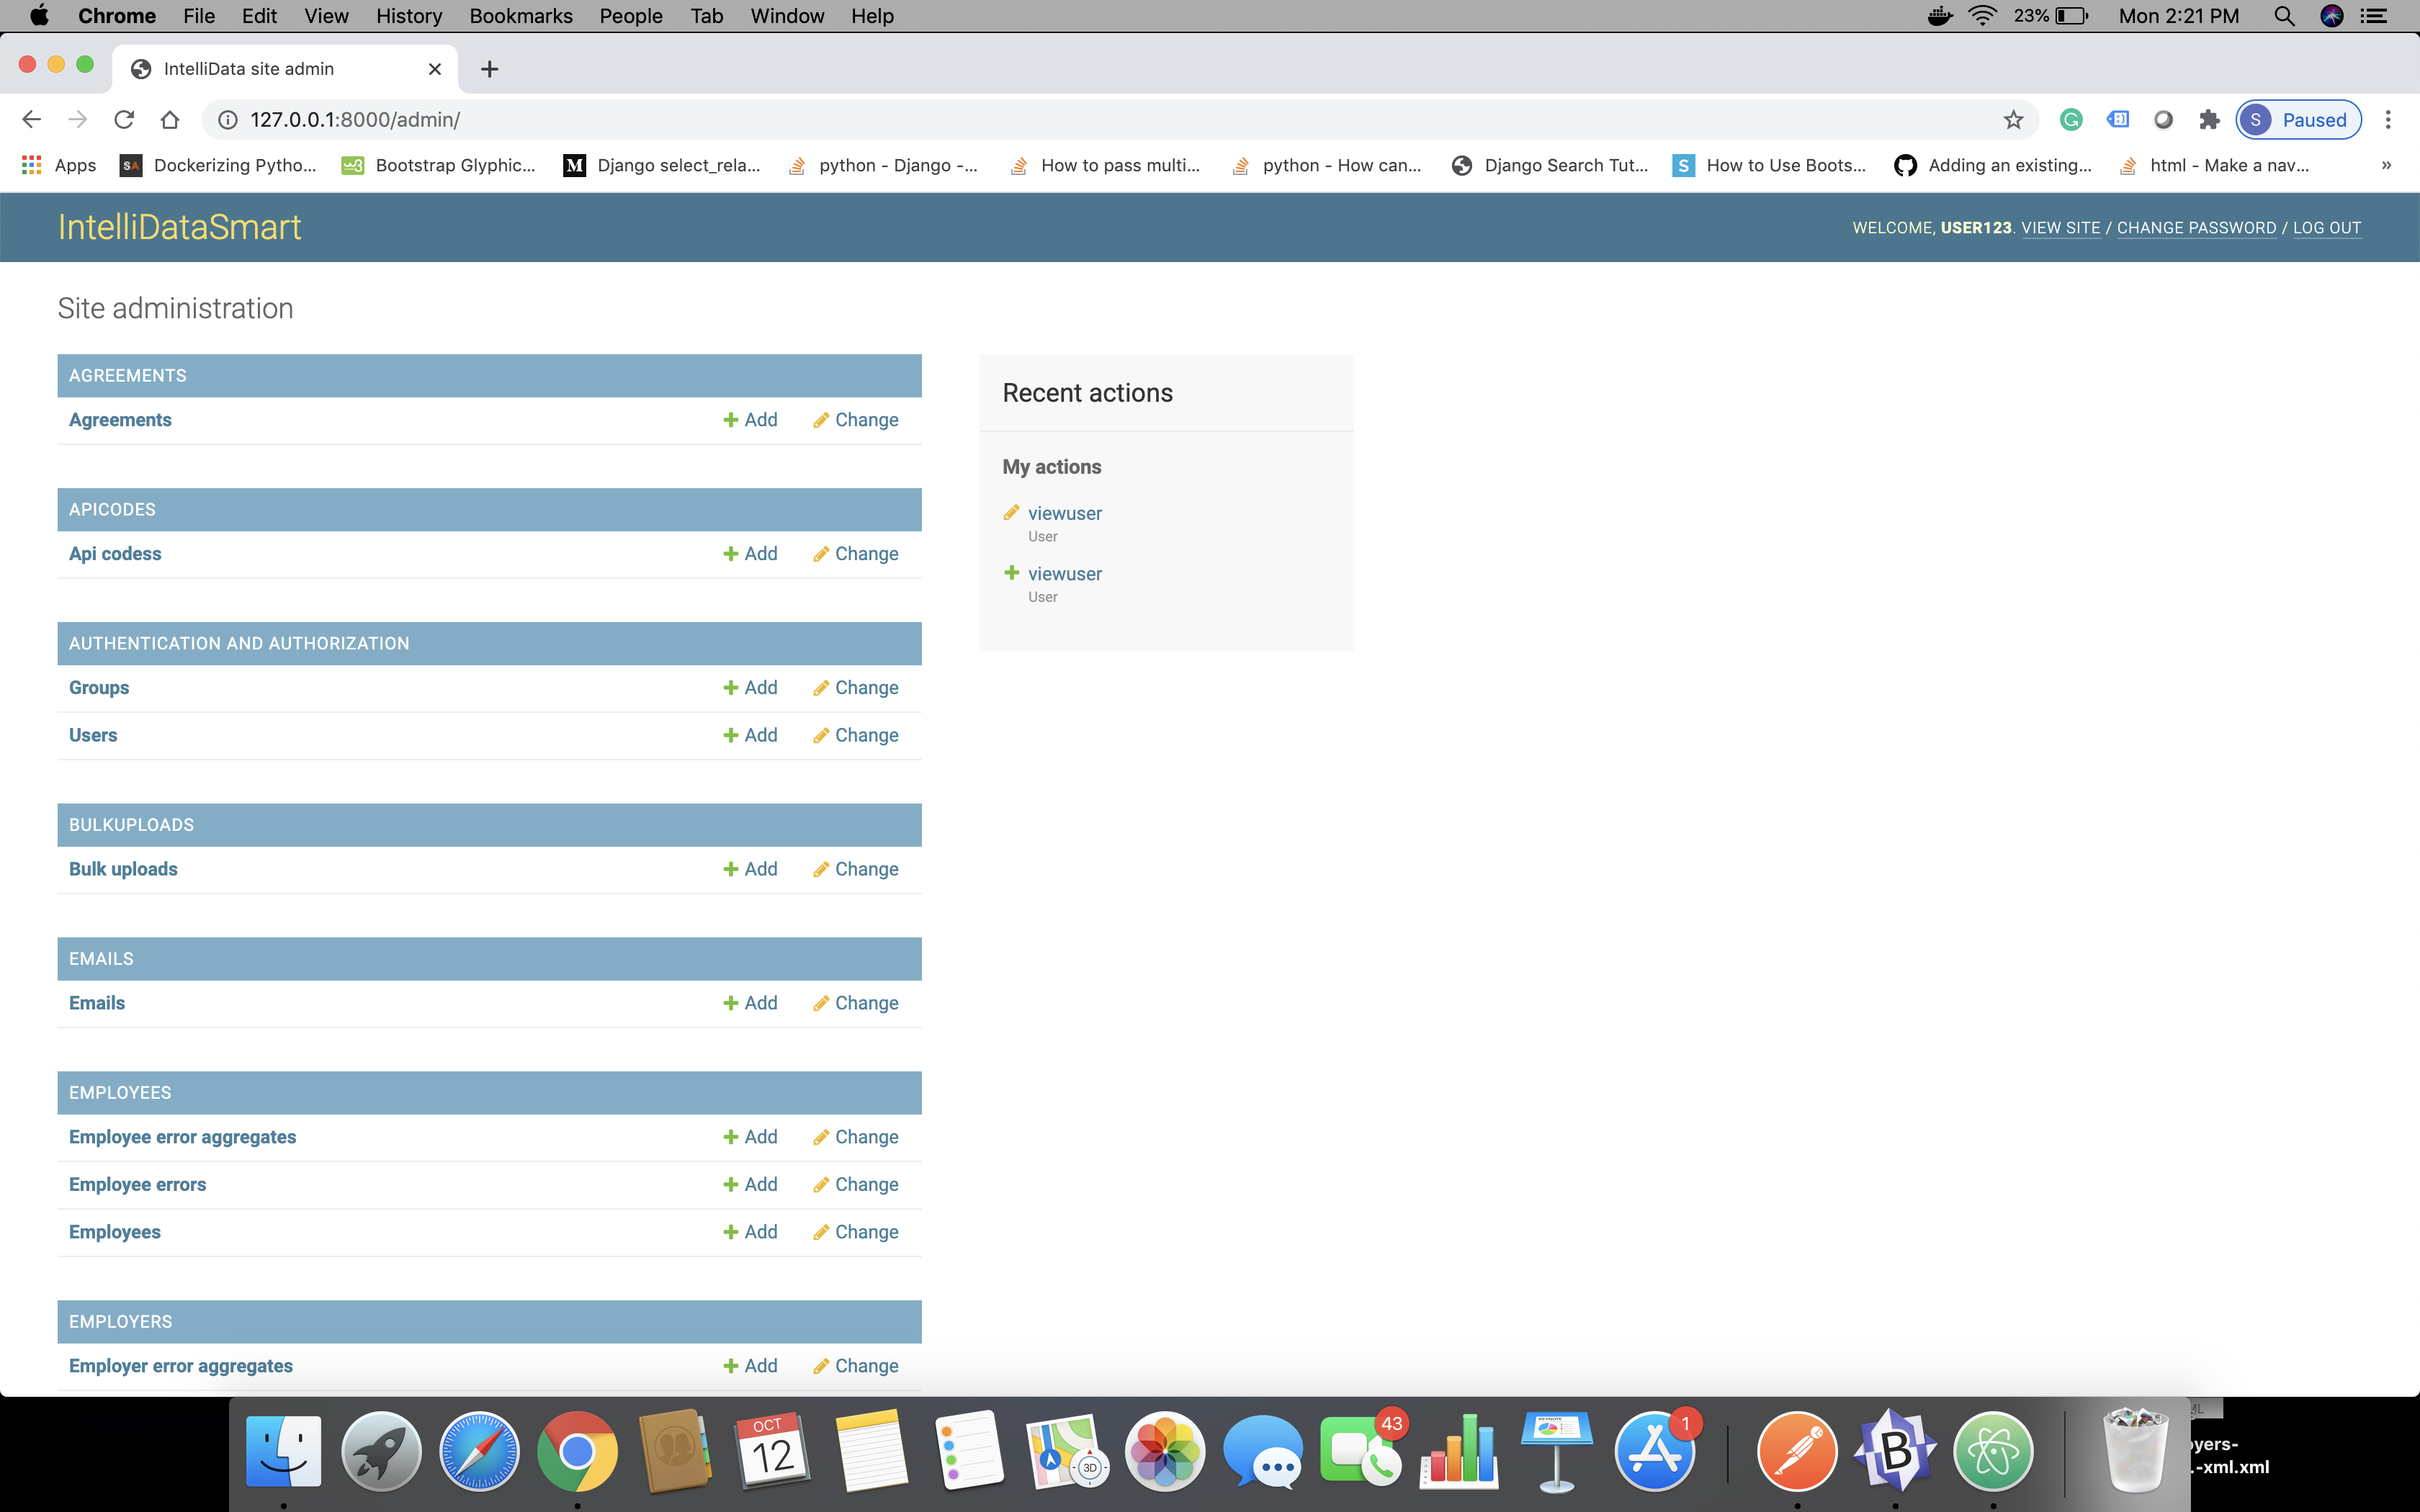 Chrome File Edit View History Bookmarks People Tab Window Help 23% Mon 2:21 PM
IntelliData site admin
127.0.0.1:8000/admin/ S Paused
Apps SA Dockerizing Pytho... w3 Bootstrap Glyphic... M Django select_rela... python - Django -... How to pass multi... python - How can... Django Search Tut... S How to Use Boots... Adding an existing... html - Make a nav... »
IntelliDataSmart WELCOME, USER123. VIEW SITE / CHANGE PASSWORD / LOG OUT
Site administration
AGREEMENTS
Agreements Add Change
APICODES
Api codess Add Change
AUTHENTICATION AND AUTHORIZATION
Groups Add Change
Users Add Change
BULKUPLOADS
Bulk uploads Add Change
EMAILS
Emails Add Change
EMPLOYEES
Employee error aggregates Add Change
Employee errors Add Change
Employees Add Change
EMPLOYERS
Employer error aggregates Add Change
Recent actions
My actions
viewuser
User
viewuser
User
OCT
12
3D
43
KEYNOTE
1
B
yers-
.-xml.xml